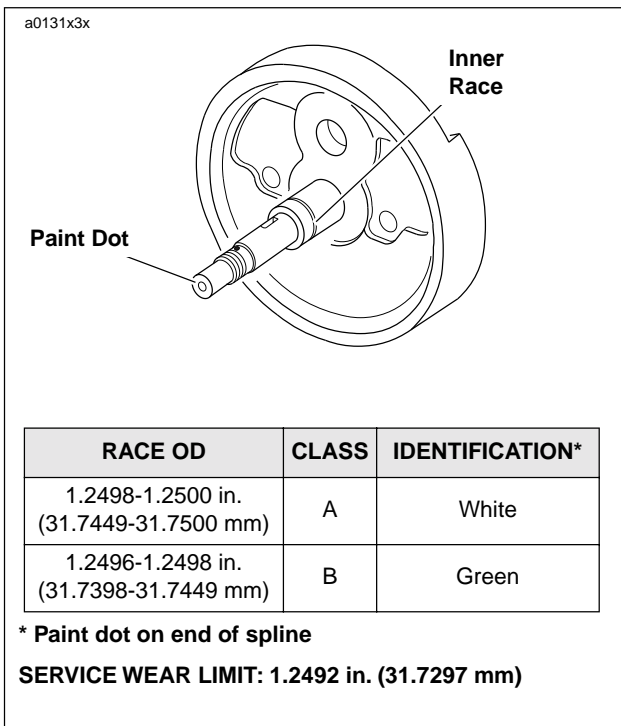 a0131x3x
Inner
Race
Paint Dot
RACE OD CLASS IDENTIFICATION*
1.2498-1.2500 in.
(31.7449-31.7500 mm) A White
1.2496-1.2498 in.
(31.7398-31.7449 mm) B Green
* Paint dot on end of spline
SERVICE WEAR LIMIT: 1.2492 in. (31.7297 mm)